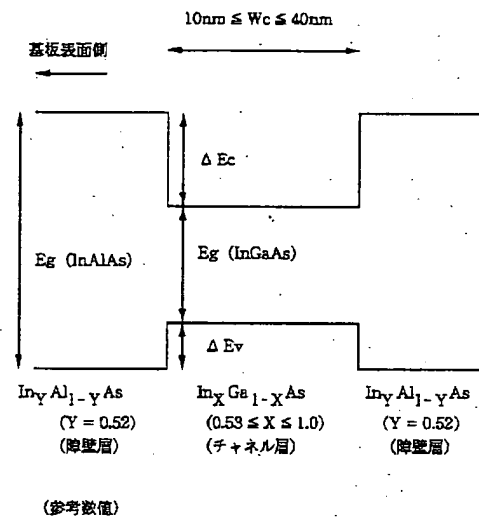 10nm ≦ Wc ≦ 40nm
基板表面側
Δ Ec
Eg (InAlAs)
Eg (InGaAs)
Δ Ev
InYAl1-YAs
(Y = 0.52)
(障壁層)
InXGa1-XAs
(0.53 ≦ X ≦ 1.0)
(チャネル層)
InYAl1-YAs
(Y = 0.52)
(障壁層)
(参考数値)